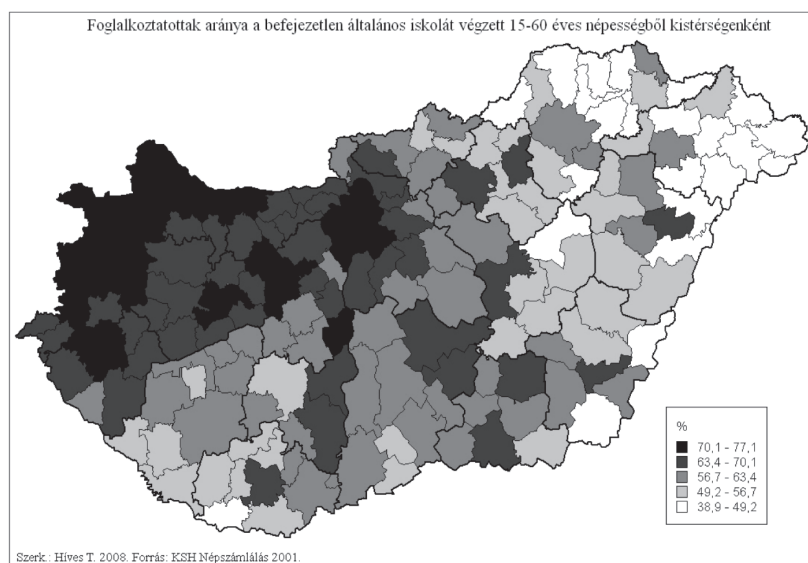 Foglalkoztatottak aránya a befejezetlen általános iskolát végzett 15-60 éves népességből kistérségenként
%
70,1 - 77,1
63,4 - 70,1
56,7 - 63,4
49,2 - 56,7
38,9 - 49,2
Szerk.: Híves T. 2008. Forrás: KSH Népszámlálás 2001.